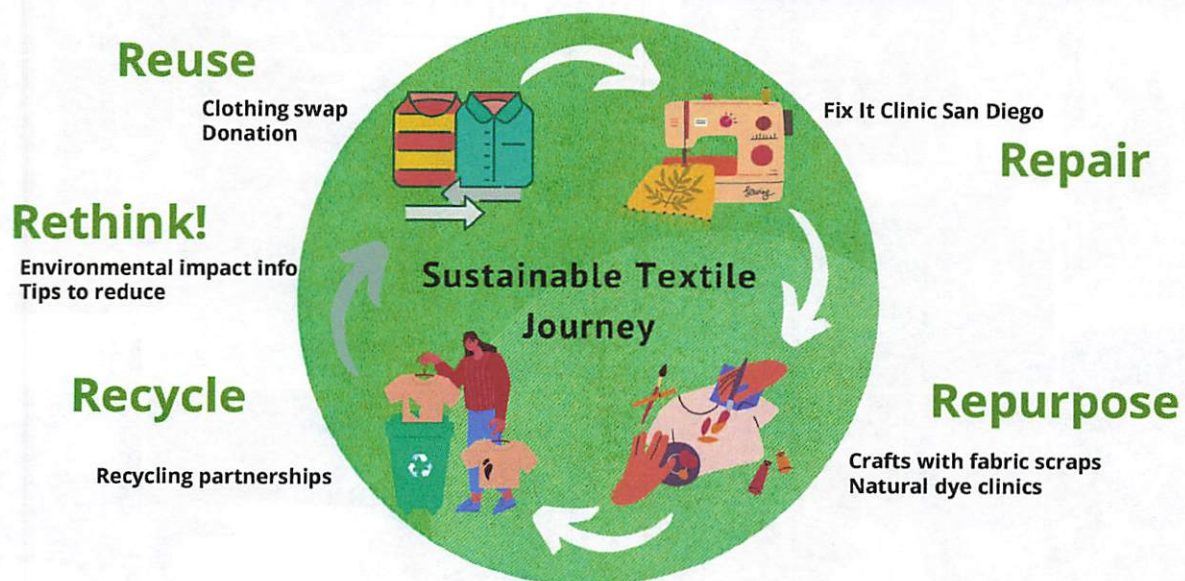 Reuse
Clothing swap
Donation
Fix It Clinic San Diego
Repair
Rethink!
Environmental impact info
Tips to reduce
Sustainable Textile
Journey
Recycle
Recycling partnerships
Repurpose
Crafts with fabric scraps
Natural dye clinics
Sewing